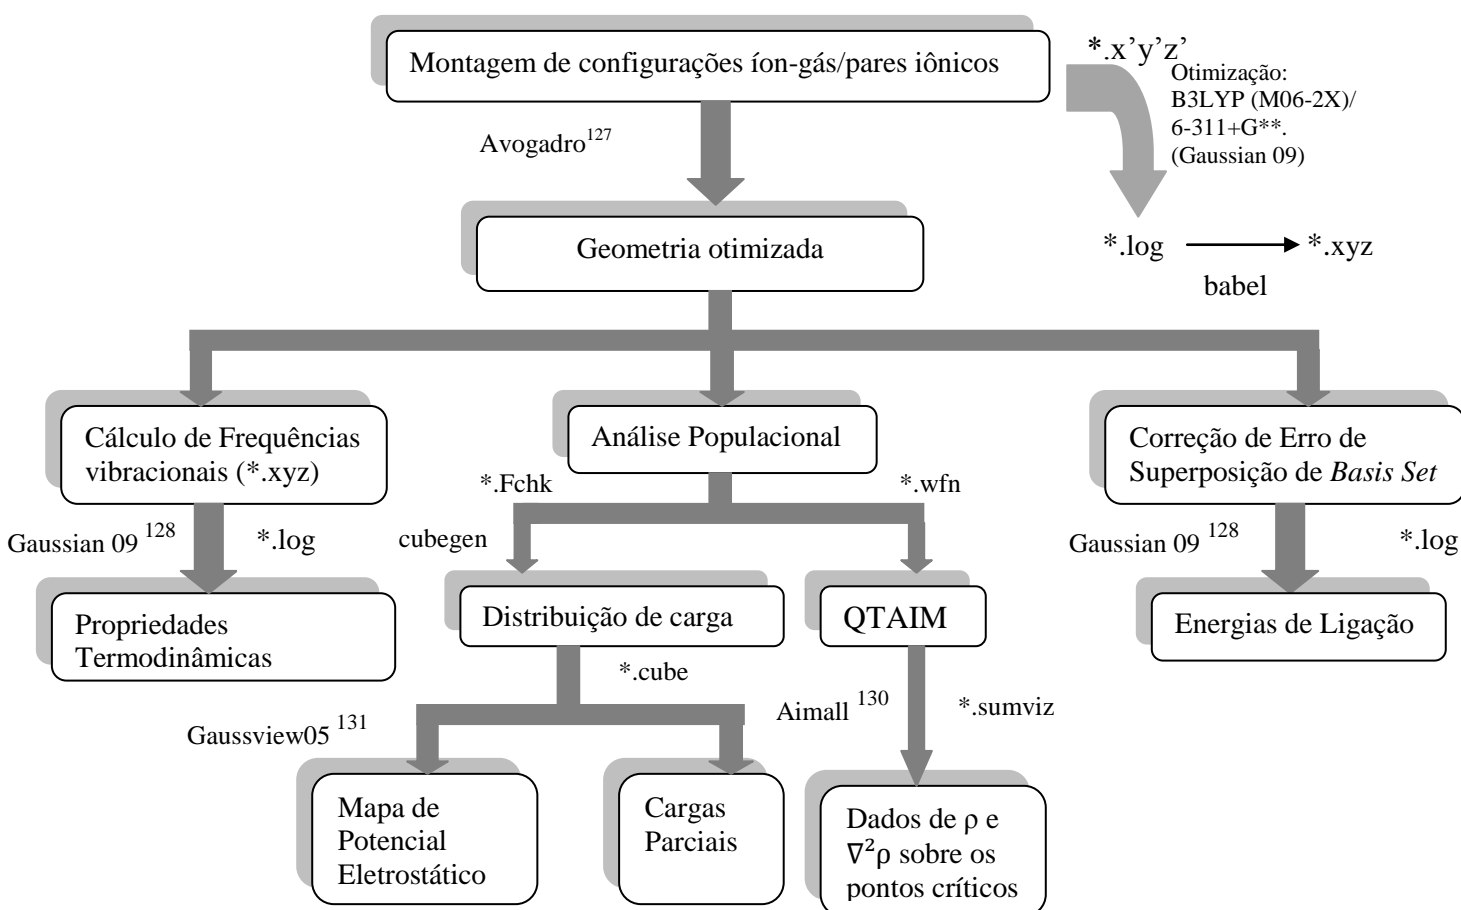 Montagem de configurações íon-gás/pares iônicos
*.x’y’z’
Otimização:
B3LYP (M06-2X)/
6-311+G**.
(Gaussian 09)
Avogadro127
Geometria otimizada
*.log
*.xyz
babel
Cálculo de Frequências
vibracionais (*.xyz)
Análise Populacional
Correção de Erro de
Superposição de Basis Set
*.Fchk
*.wfn
Gaussian 09 128
*.log
cubegen
Gaussian 09 128
*.log
Propriedades
Termodinâmicas
Distribuição de carga
QTAIM
Energias de Ligação
*.cube
Gaussview05 131
Aimall 130
*.sumviz
Mapa de
Potencial
Eletrostático
Cargas
Parciais
Dados de ρ e
∇²ρ sobre os
pontos críticos